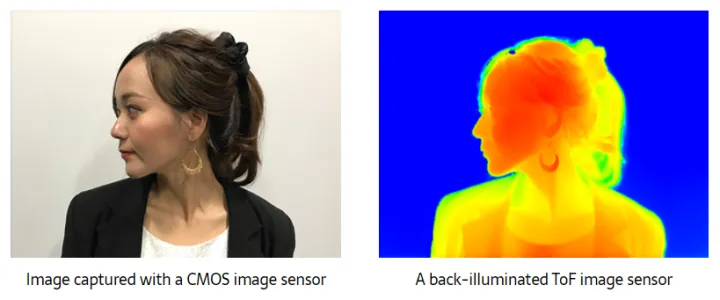 Image captured with a CMOS image sensor
A back-illuminated ToF image sensor